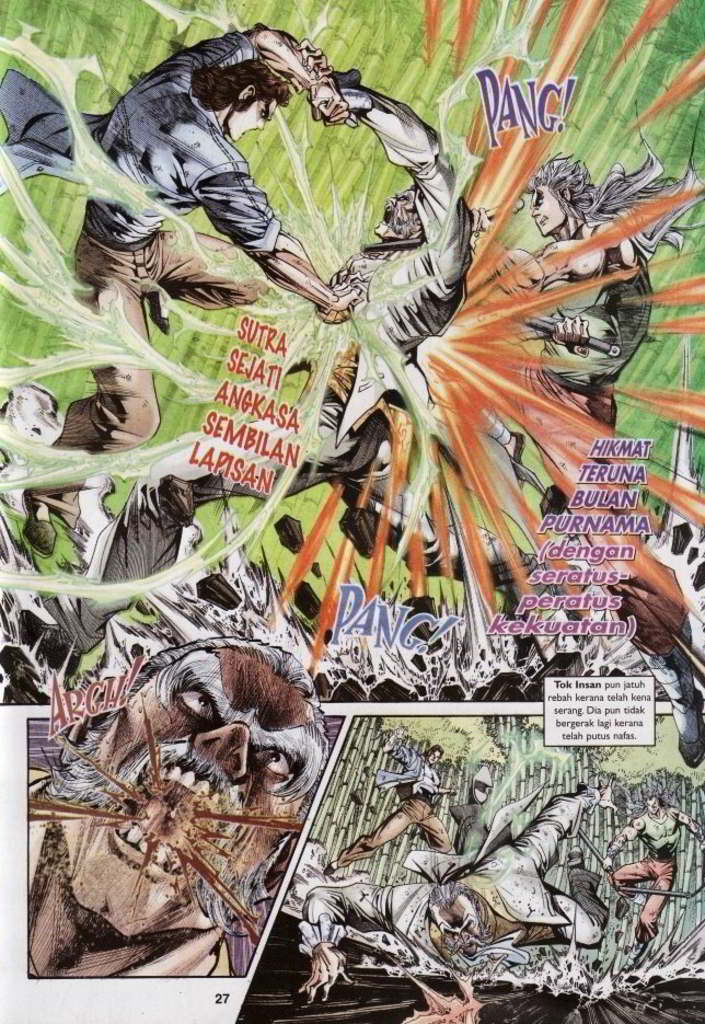 PANG!
SUTRA
SEJATI
ANGKASA
SEMBILAN
LAPISAN
HIKMAT
TERUNA
BULAN
PURNAMA
(dengan
seratus-
peratus
kekuatan)
PANG!
ARGH!
Tok Insan pun jatuh
rebah kerana telah kena
serang. Dia pun tidak
bergerak lagi kerana
telah putus nafas.
27